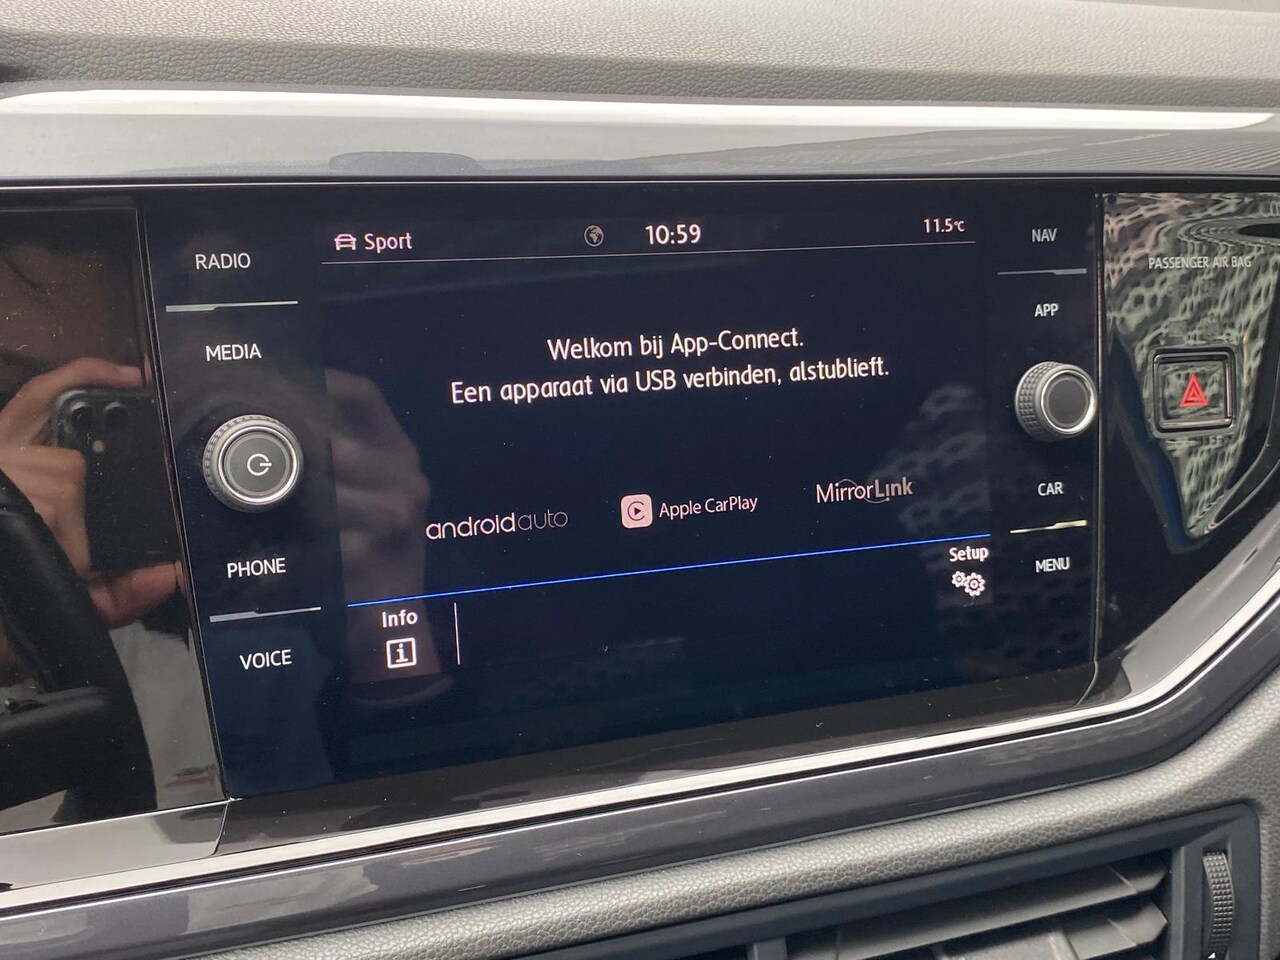 RADIO
MEDIA
PHONE
VOICE
Sport
10:59
11.5°C
Welkom bij App-Connect.
Een apparaat via USB verbinden, alstublieft.
androidauto
Apple CarPlay
MirrorLink
Info
Setup
NAV
APP
CAR
MENU
PASSENGER AIR BAG